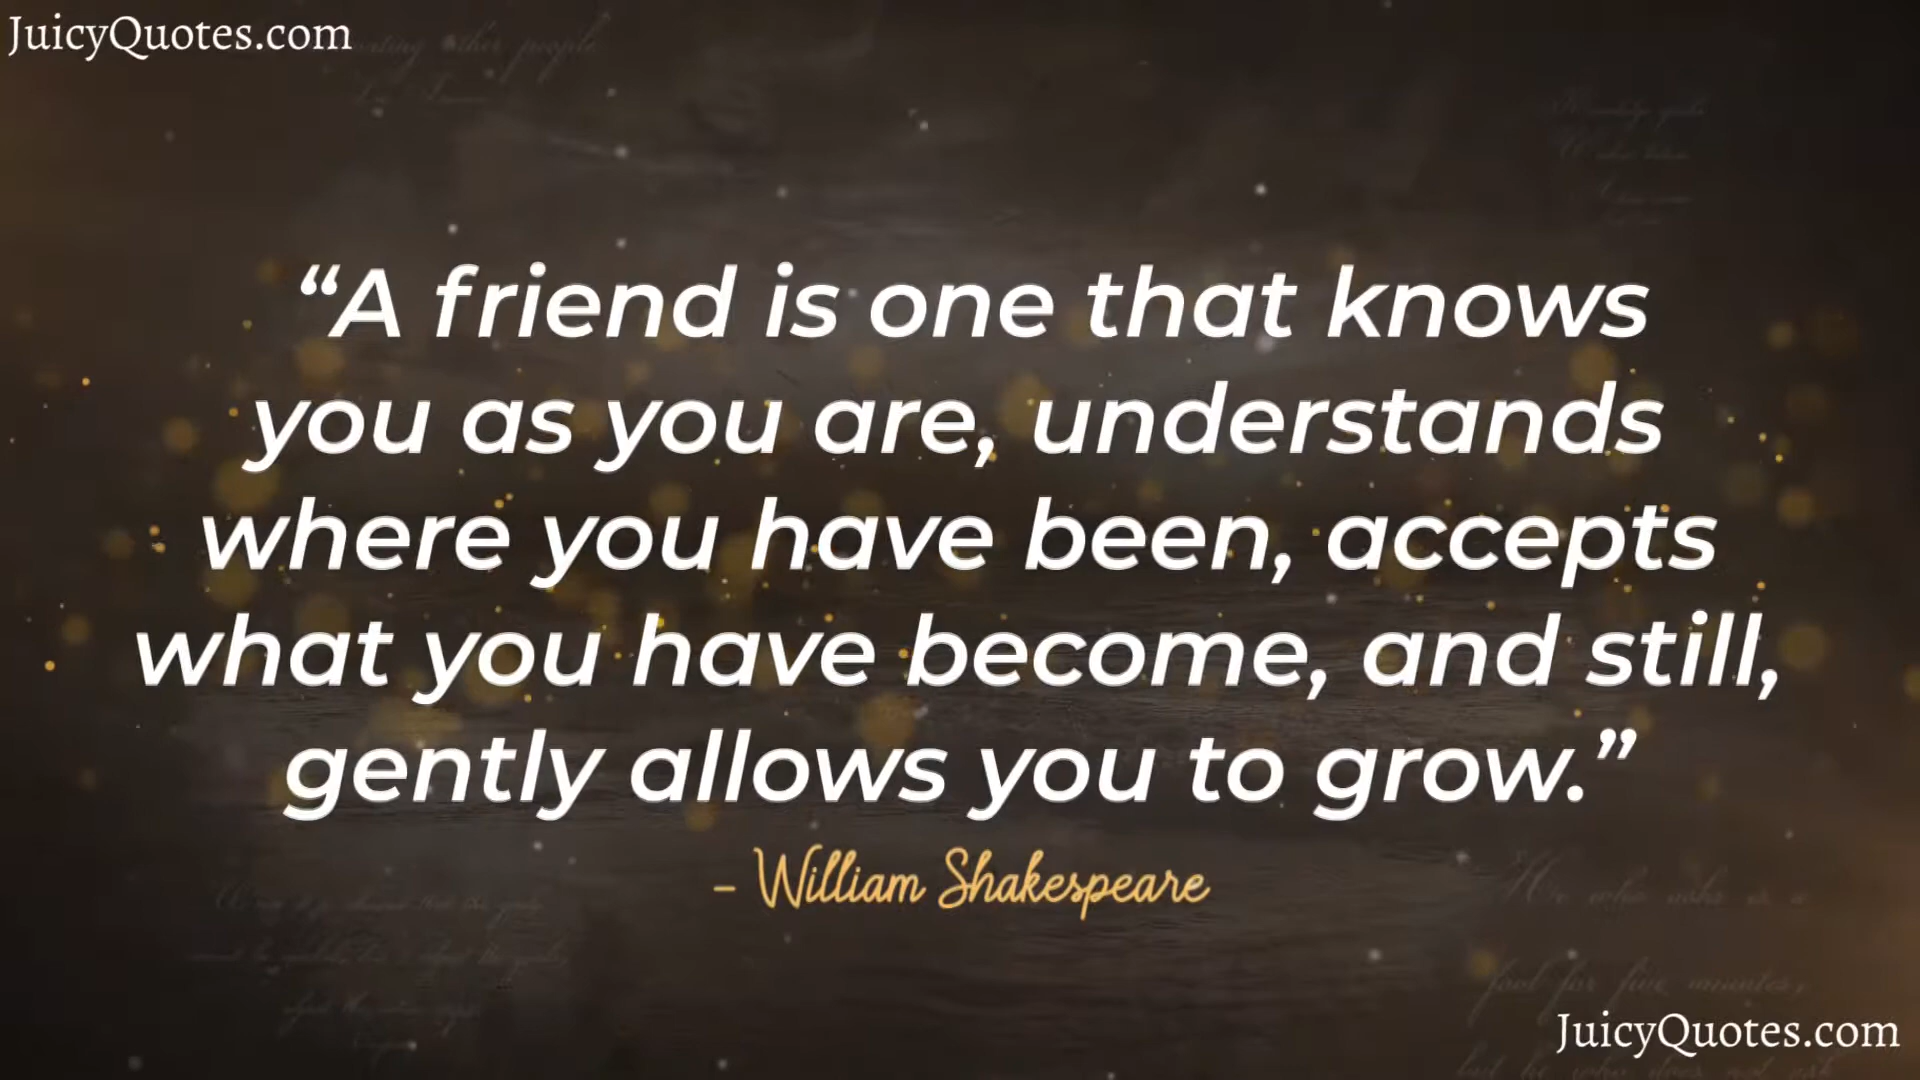 JuicyQuotes.com
“A friend is one that knows
you as you are, understands
where you have been, accepts
what you have become, and still,
gently allows you to grow.”
– William Shakespeare
JuicyQuotes.com